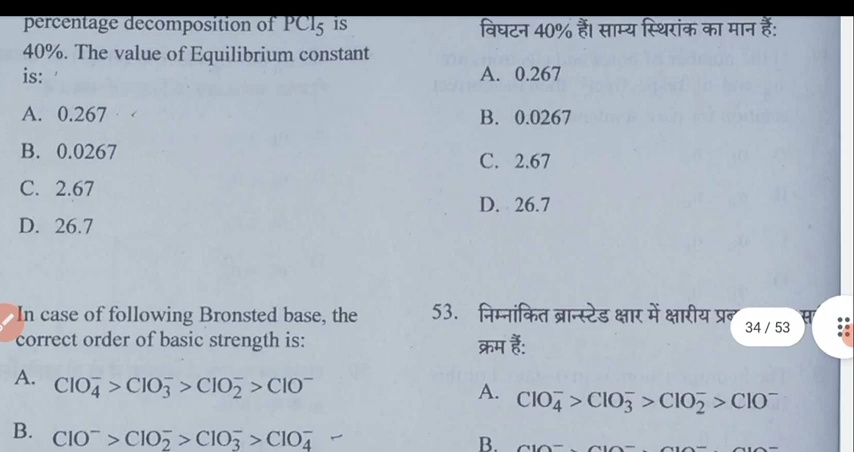 percentage decomposition of PCl₅ is
40%. The value of Equilibrium constant
is:
A. 0.267
B. 0.0267
C. 2.67
D. 26.7
In case of following Bronsted base, the
correct order of basic strength is:
A. ClO₄⁻ > ClO₃⁻ > ClO₂⁻ > ClO⁻
B. ClO⁻ > ClO₂⁻ > ClO₃⁻ > ClO₄⁻
विघटन 40% हैं। साम्य स्थिरांक का मान हैं:
A. 0.267
B. 0.0267
C. 2.67
D. 26.7
53. निम्नांकित ब्रान्स्टेड क्षार में क्षारीय
34 / 53
क्रम हैं:
A. ClO₄⁻ > ClO₃⁻ > ClO₂⁻ > ClO⁻
B.